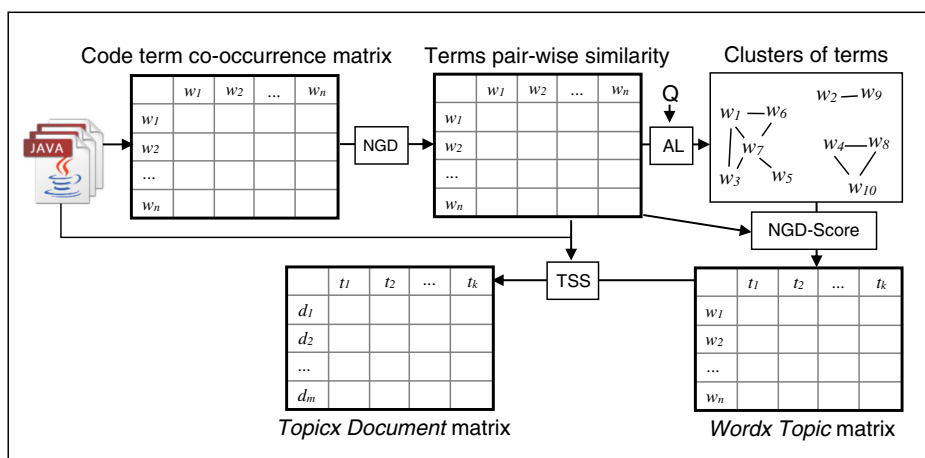 Code term co-occurrence matrix
Terms pair-wise similarity
Clusters of terms
JAVA
w1 w2 ... wn
w1
w2
...
wn
NGD
w1 w2 ... wn
w1
w2
...
wn
Q
AL
w1 w6
w7
w3 w5
w2 w9
w4 w8
w10
NGD-Score
TSS
t1 t2 ... tk
d1
d2
...
dm
Topicx Document matrix
t1 t2 ... tk
w1
w2
...
wn
Wordx Topic matrix